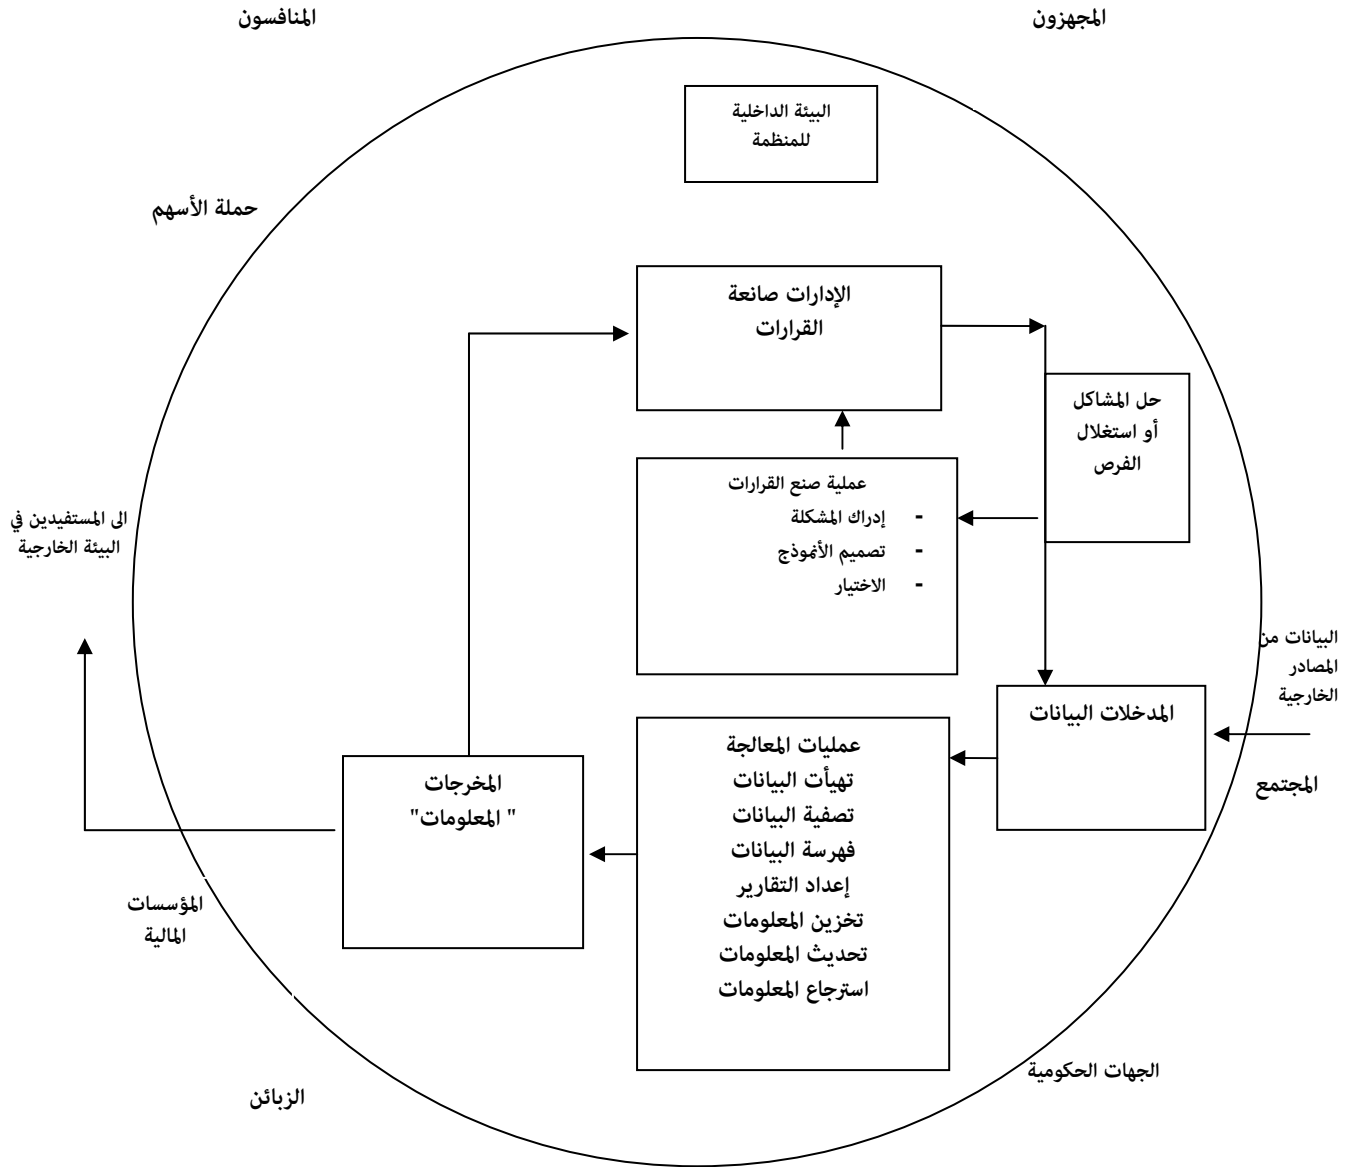 المجهزون
المنافسون
البيئة الداخلية
للمنظمة
حملة الأسهم
الإدارات صانعة
القرارات
حل المشاكل
أو استغلال
الفرص
عملية صنع القرارات
- إدراك المشكلة
- تصميم الأنموذج
- الاختيار
الى المستفيدين في
البيئة الخارجية
البيانات من
المصادر
الخارجية
المدخلات البيانات
المجتمع
عمليات المعالجة
تهيأت البيانات
تصفية البيانات
فهرسة البيانات
إعداد التقارير
تخزين المعلومات
تحديث المعلومات
استرجاع المعلومات
المخرجات
" المعلومات"
المؤسسات
المالية
الجهات الحكومية
الزبائن